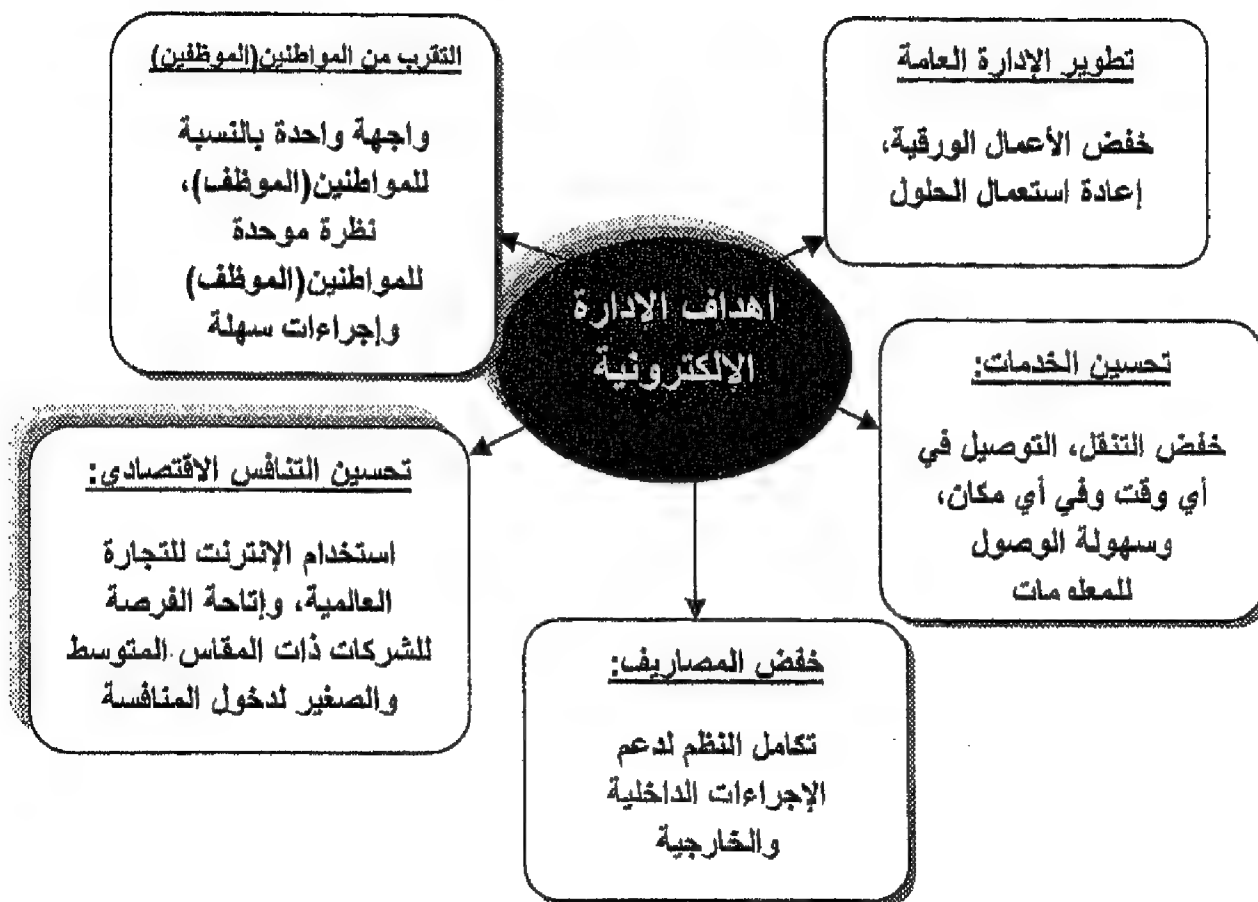 التقرب من المواطنين(الموظفين)
واجهة واحدة بالنسبة
للمواطنين(الموظف)،
نظرة موحدة
للمواطنين(الموظف)
وإجراءات سهلة
تطوير الإدارة العامة
خفض الأعمال الورقية،
إعادة استعمال الحلول
أهداف الإدارة
الإلكترونية
تحسين الخدمات:
خفض التنقل، التوصيل في
أي وقت وفي أي مكان،
وسهولة الوصول
للمعلومات
تحسين التنافس الاقتصادي:
استخدام الإنترنت للتجارة
العالمية، وإتاحة الفرصة
للشركات ذات المقاس المتوسط
والصغير لدخول المنافسة
خفض المصاريف:
تكامل النظم لدعم
الإجراءات الداخلية
والخارجية